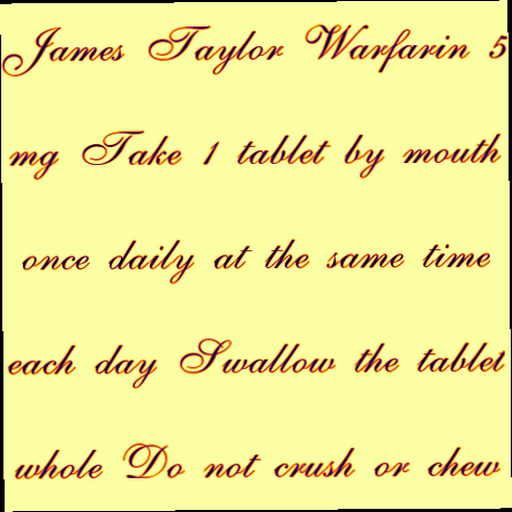 James Taylor Warfarin 5
mg Take 1 tablet by mouth
once daily at the same time
each day Swallow the tablet
whole Do not crush or chew